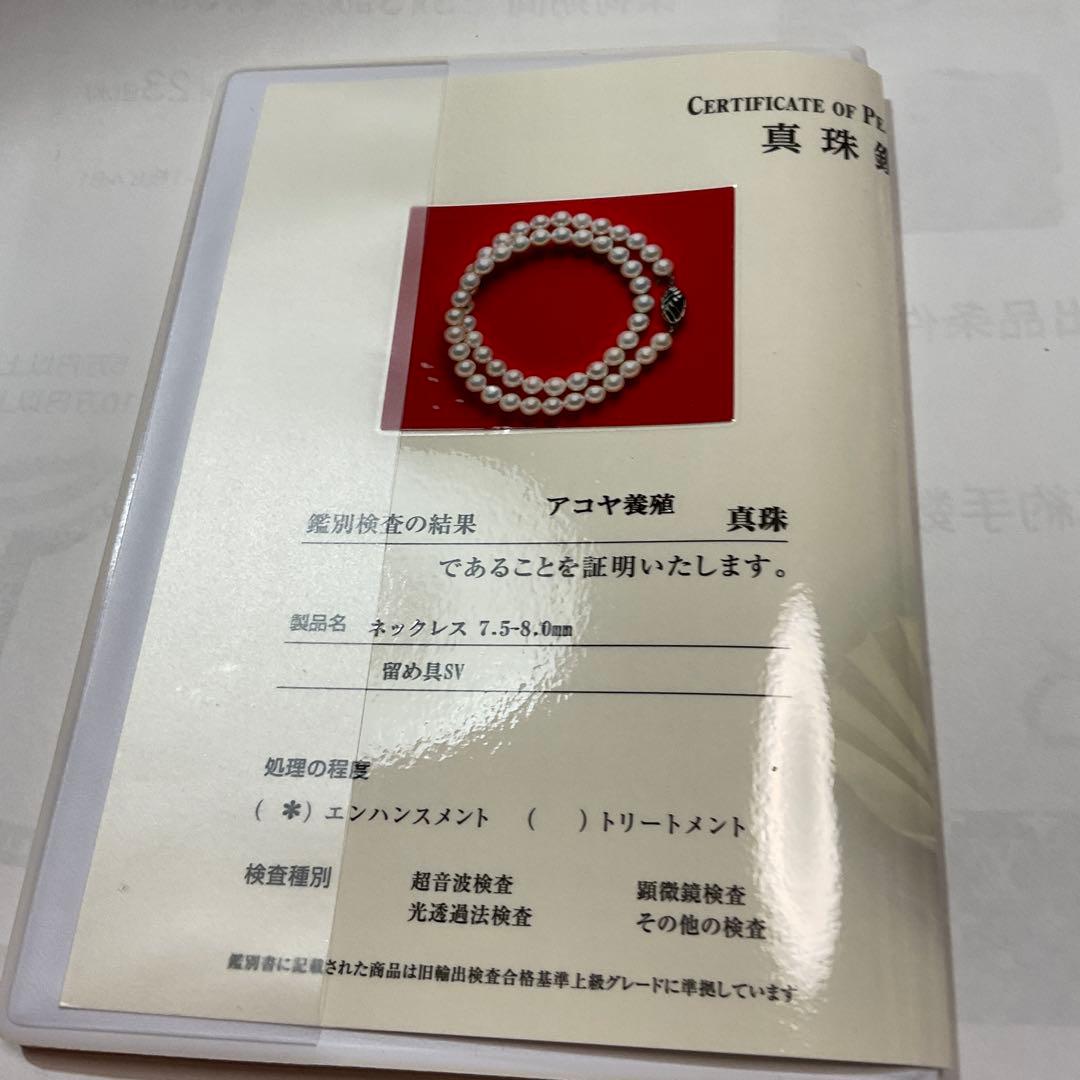 CERTIFICATE OF PE
真珠
鑑別検査の結果 アコヤ養殖 真珠
であることを証明いたします。
製品名 ネックレス 7.5-8.0mm
留め具SV
処理の程度
( ＊ ) エンハンスメント ( ) トリートメント
検査種別 超音波検査 顕微鏡検査
光透過法検査 その他の検査
鑑別書に記載された商品は旧輸出検査合格基準上級グレードに準拠しています